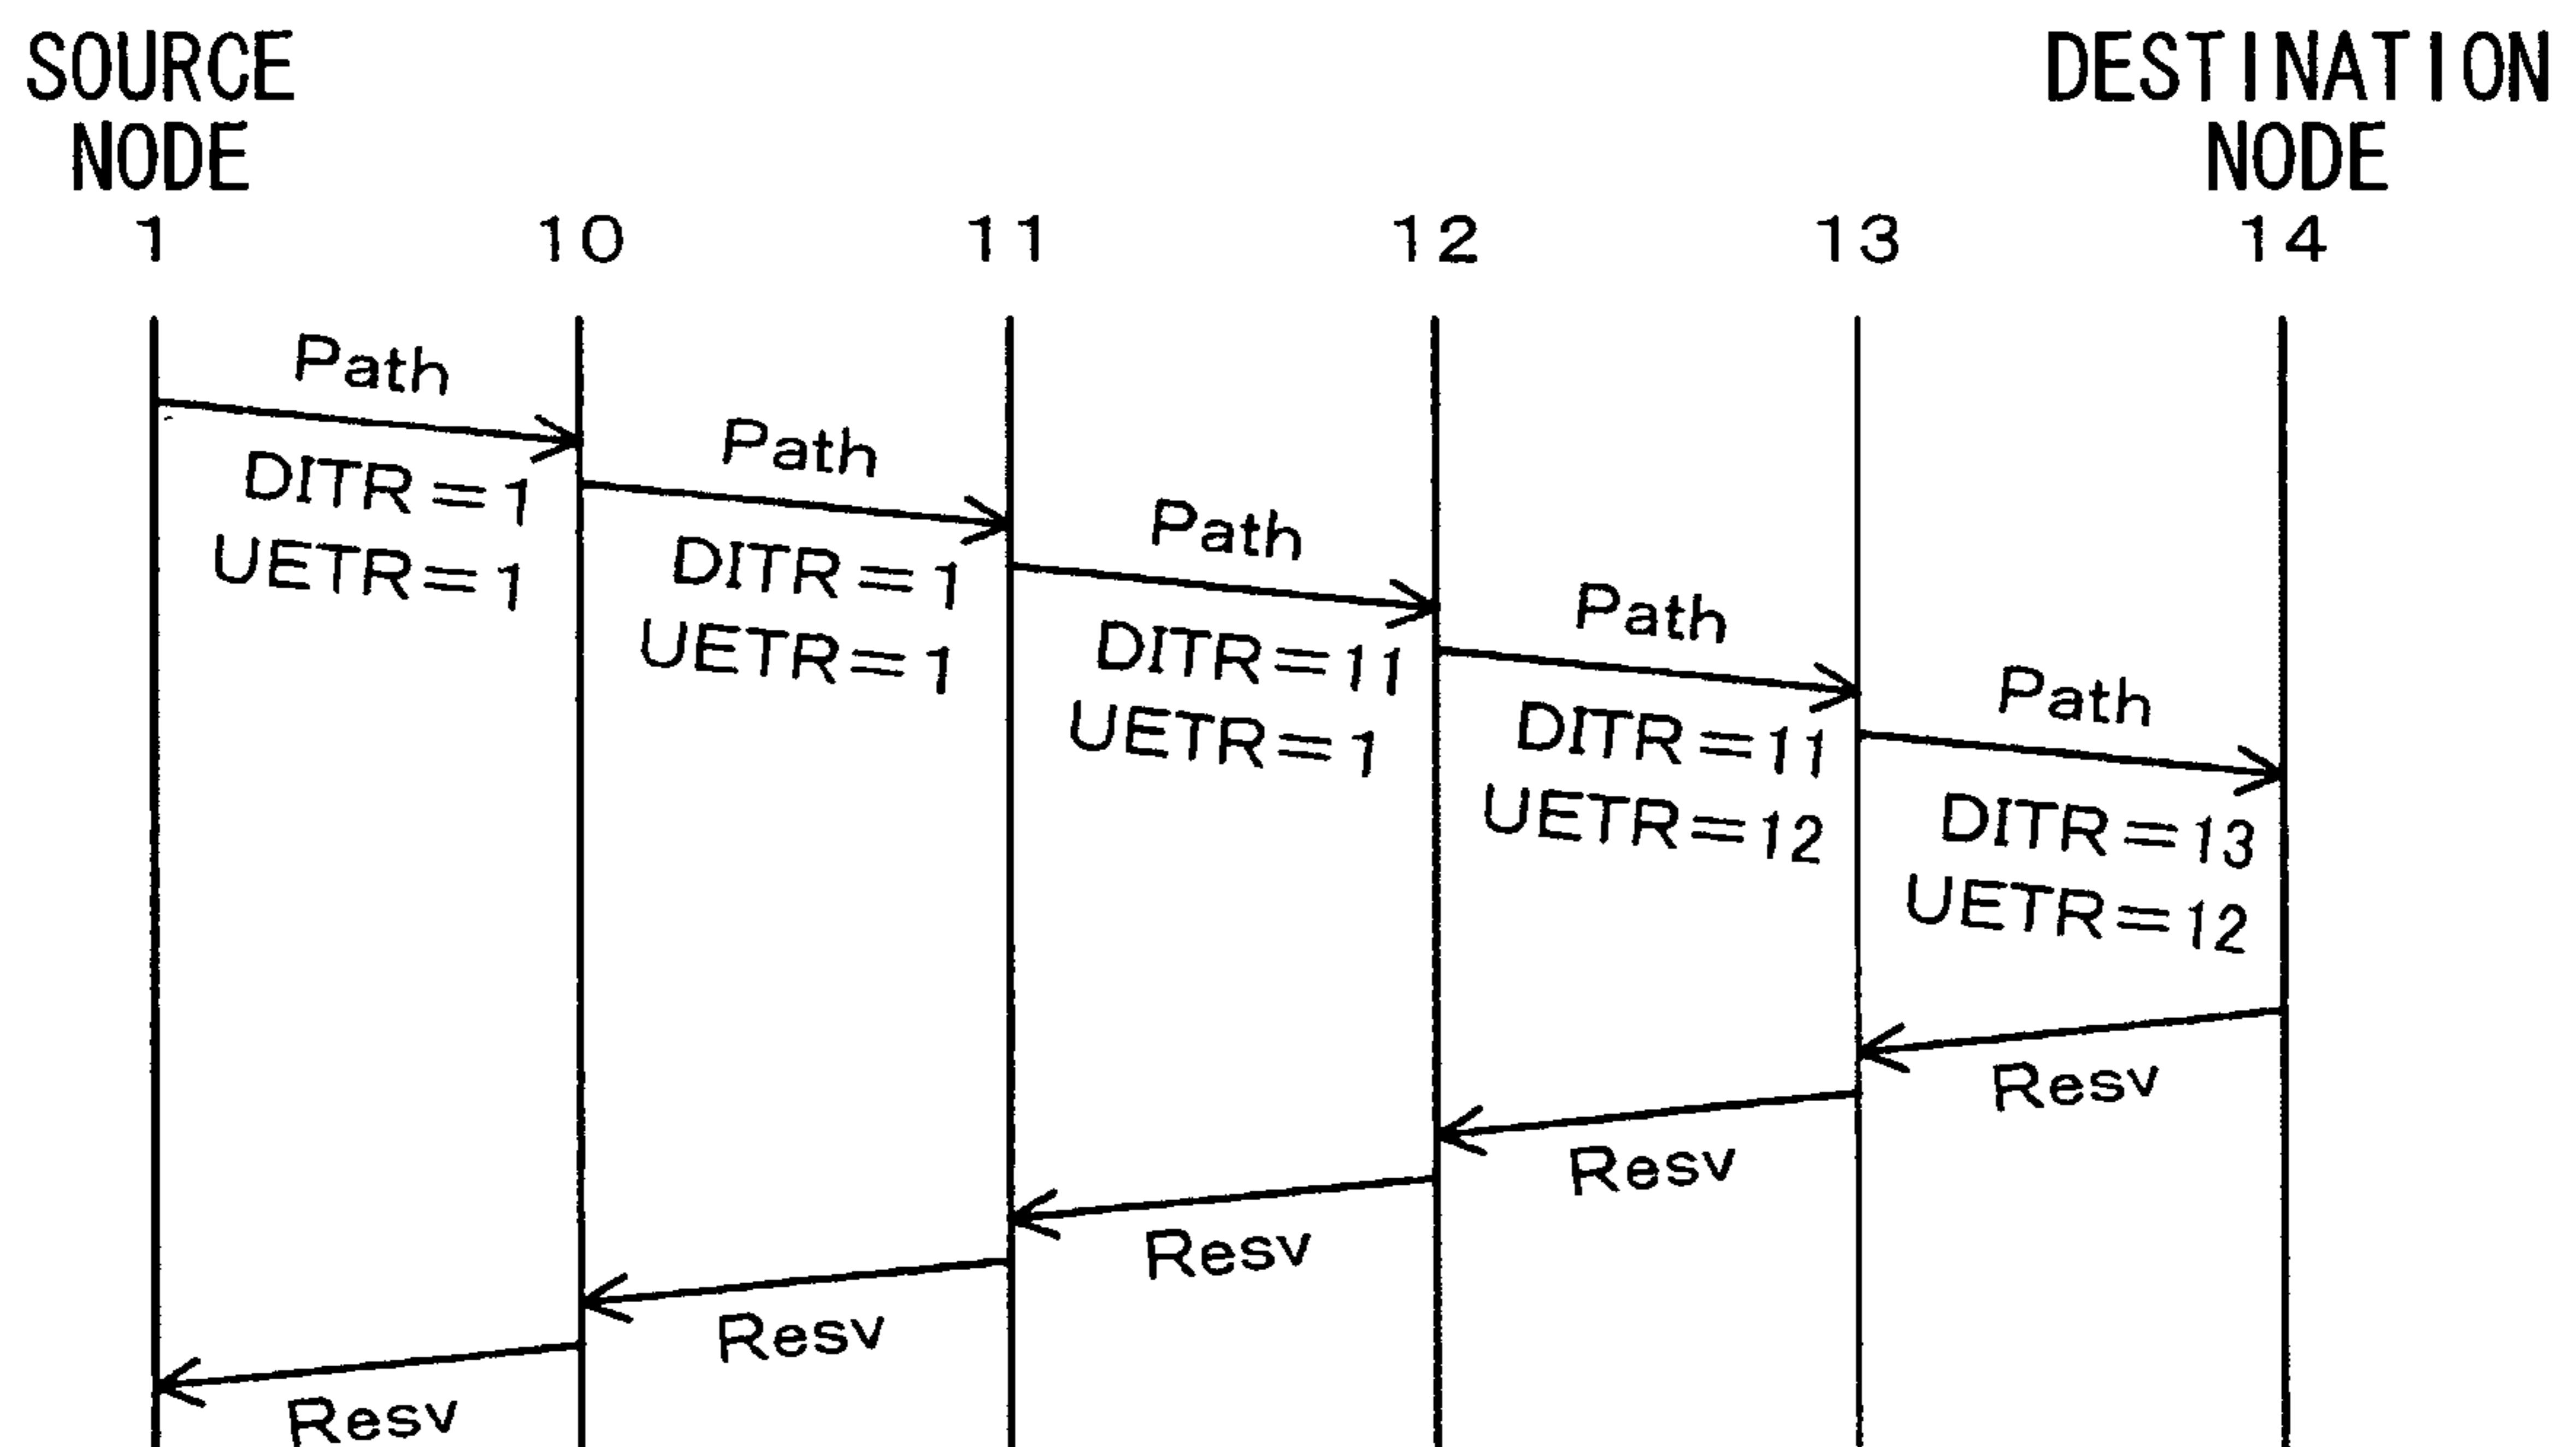 SOURCE
NODE
DESTINATION
NODE
1 10 11 12 13 14
Path
DITR=1
UETR=1
Path
DITR=1
UETR=1
Path
DITR=11
UETR=1
Path
DITR=11
UETR=12
Path
DITR=13
UETR=12
Resv
Resv
Resv
Resv
Resv